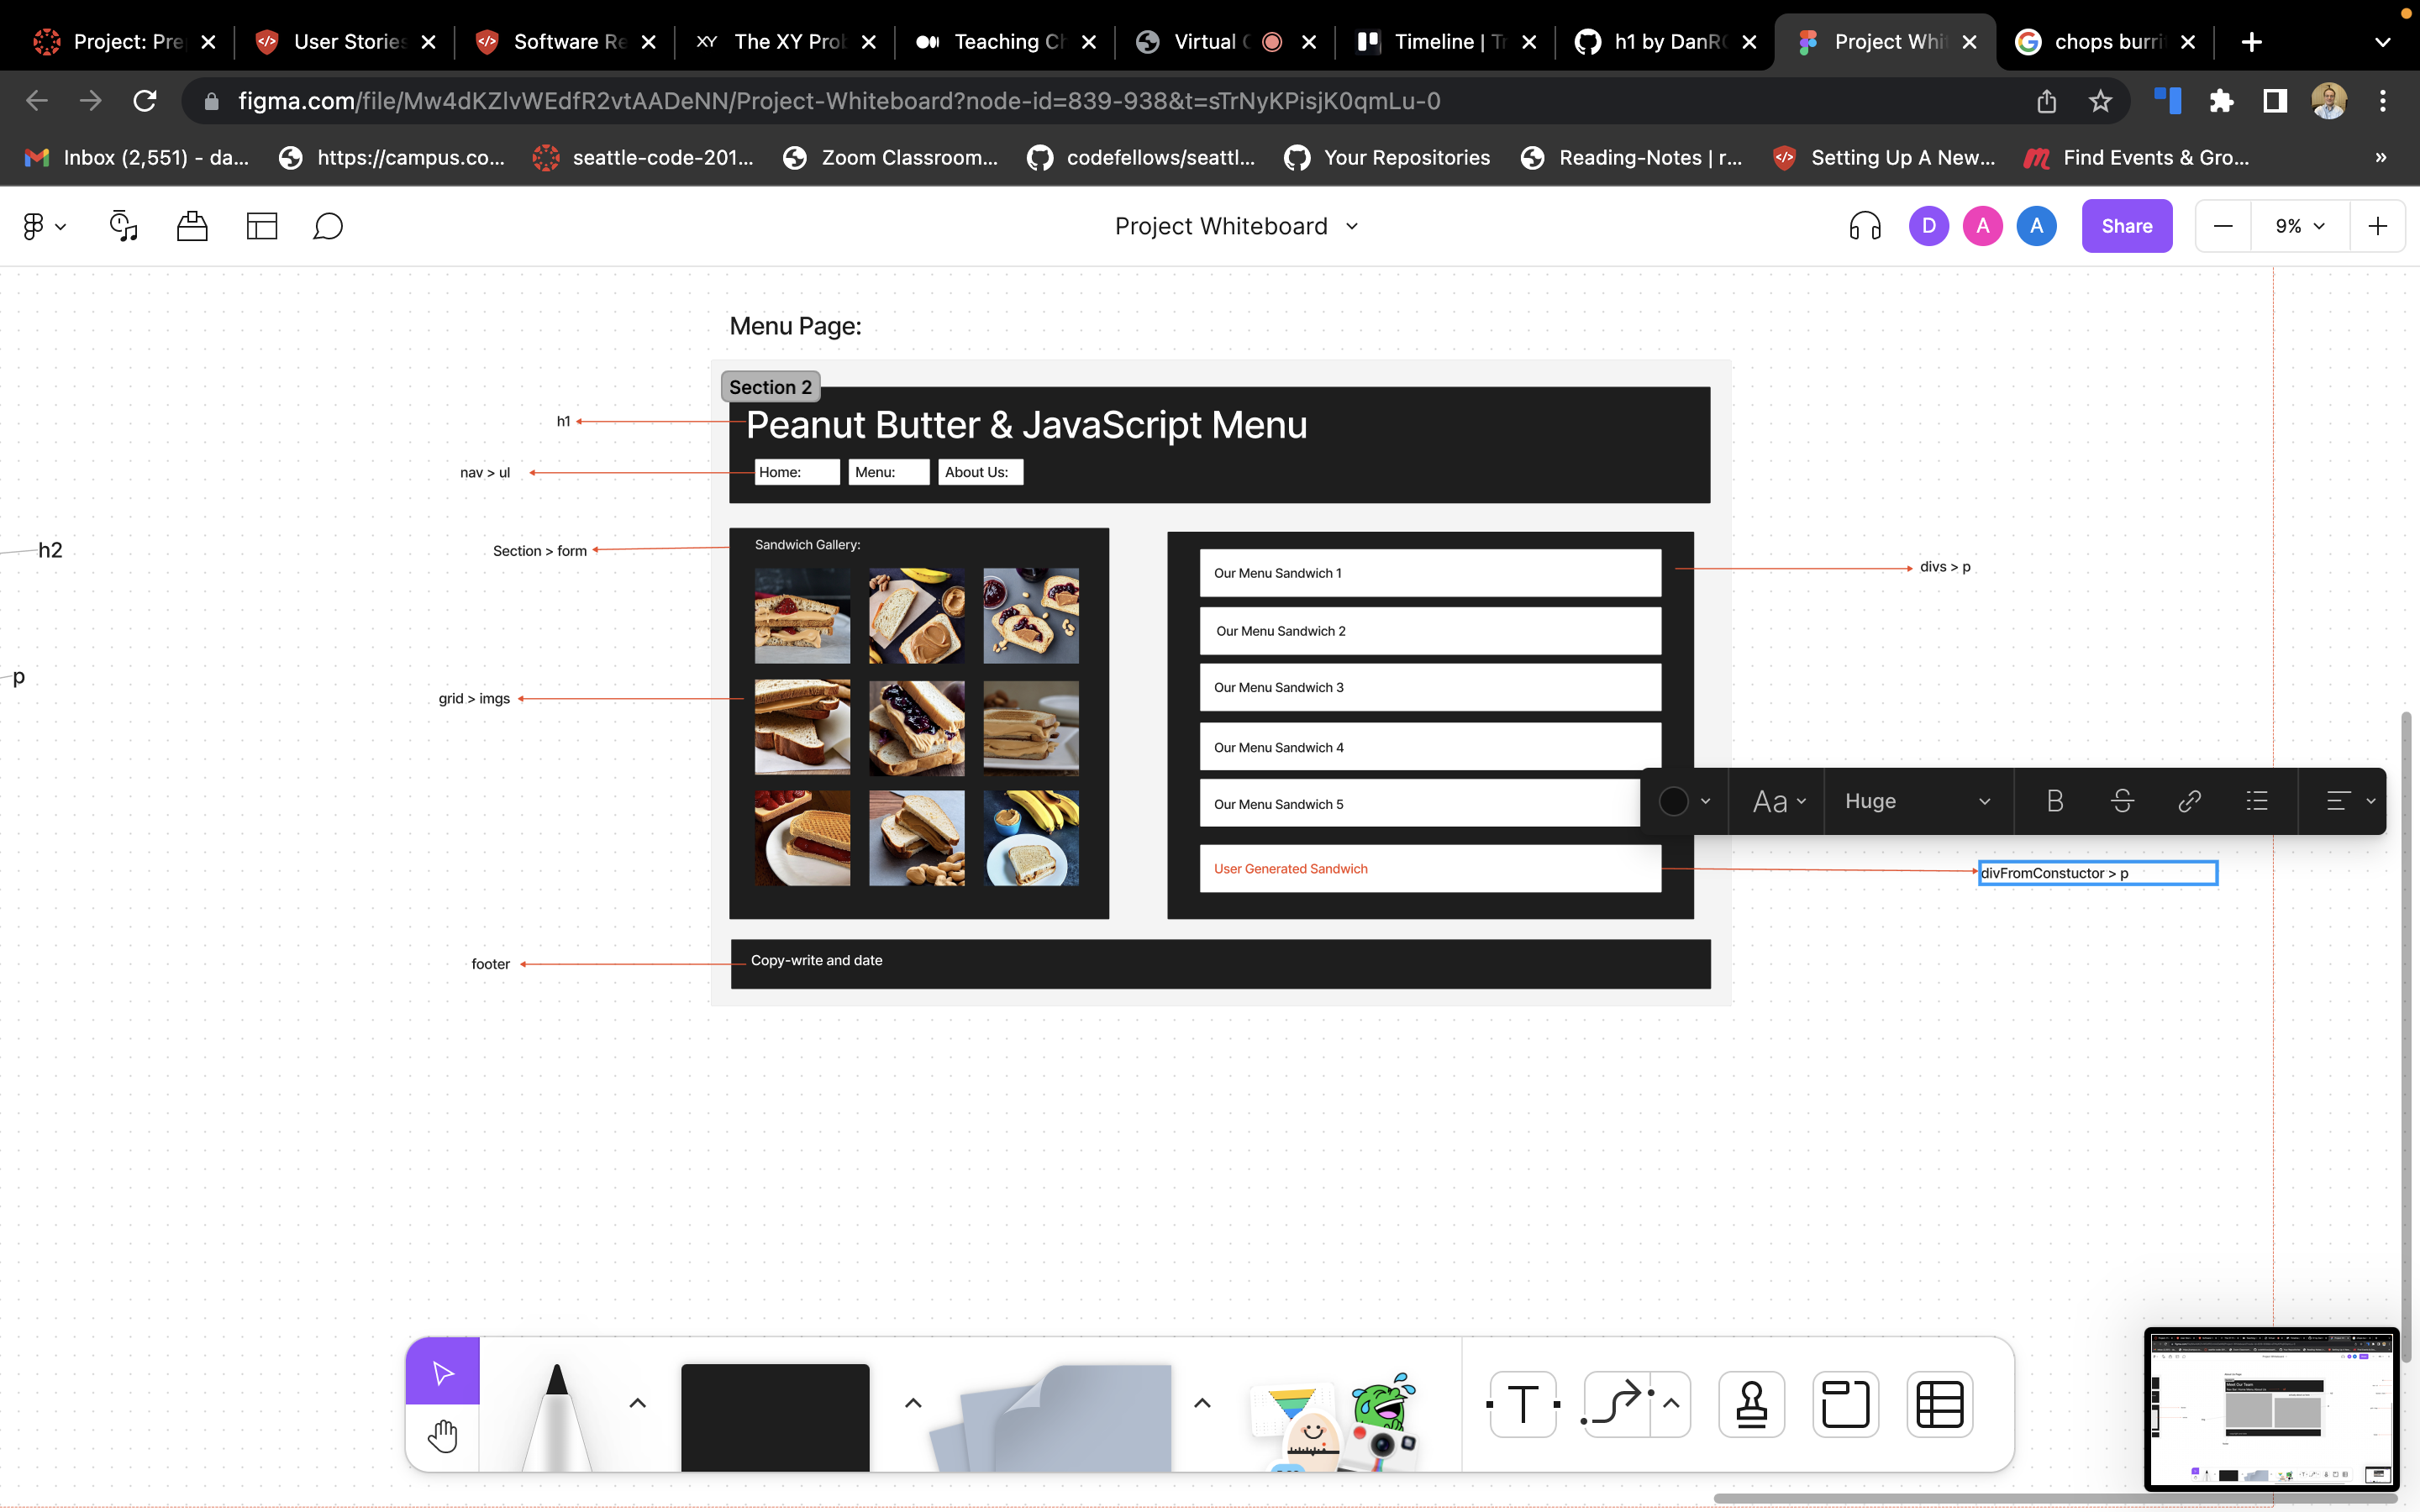 Project: Pre
User Stories
Software Re
XY The XY Prob
Teaching Ch
Virtual C
Timeline | Tr
h1 by DanRC
Project Whit
chops burri
figma.com/file/Mw4dKZlvWEdfR2vtAADeNN/Project-Whiteboard?node-id=839-938&t=sTrNyKPisjK0qmLu-0
Inbox (2,551) - da...
https://campus.co...
seattle-code-201...
Zoom Classroom...
codefellows/seattl...
Your Repositories
Reading-Notes | r...
Setting Up A New...
Find Events & Gro...
»
Project Whiteboard
D
A
A
Share
9%
Menu Page:
Section 2
h1
Peanut Butter & JavaScript Menu
nav > ul
Home:
Menu:
About Us:
h2
Section > form
Sandwich Gallery:
Our Menu Sandwich 1
divs > p
Our Menu Sandwich 2
p
grid > imgs
Our Menu Sandwich 3
Our Menu Sandwich 4
Our Menu Sandwich 5
Aa
Huge
B
S
User Generated Sandwich
divFromConstuctor > p
footer
Copy-write and date
T